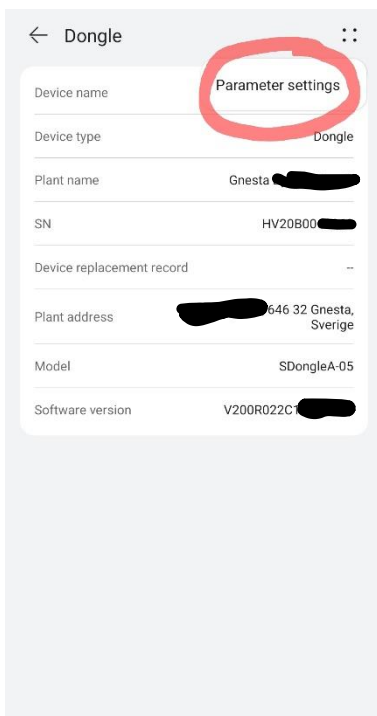 Dongle
Parameter settings
Device name
Device type Dongle
Plant name Gnesta
SN HV20B00
Device replacement record --
Plant address 646 32 Gnesta,
Sverige
Model SDongleA-05
Software version V200R022C1